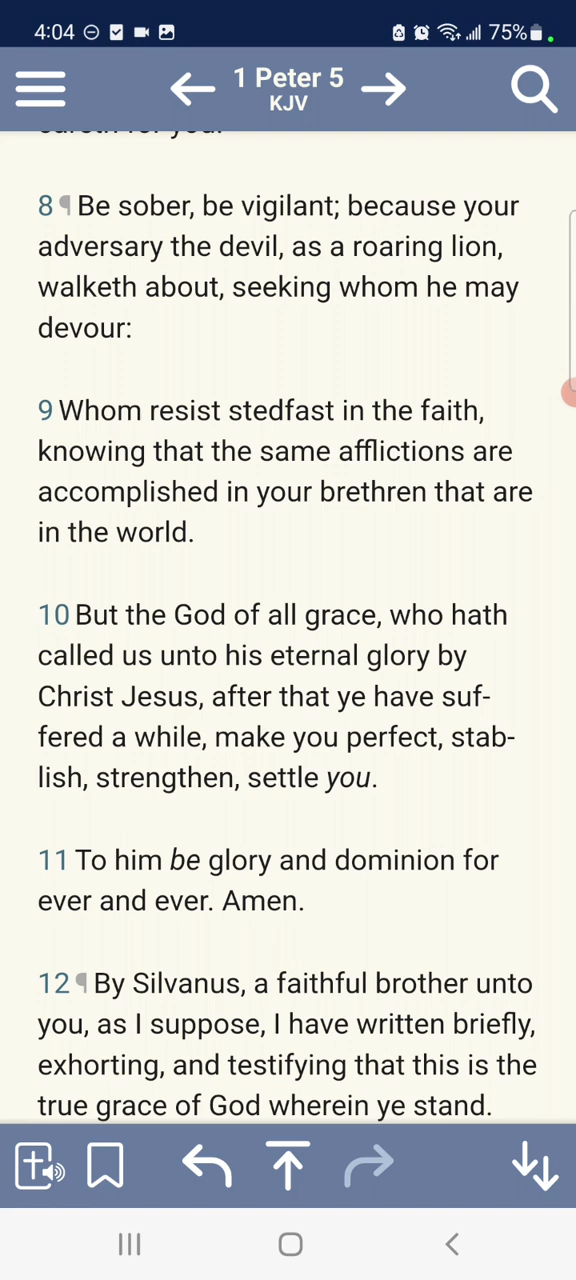 4:04
75%
1 Peter 5
KJV
8 ¶ Be sober, be vigilant; because your
adversary the devil, as a roaring lion,
walketh about, seeking whom he may
devour:
9 Whom resist stedfast in the faith,
knowing that the same afflictions are
accomplished in your brethren that are
in the world.
10 But the God of all grace, who hath
called us unto his eternal glory by
Christ Jesus, after that ye have suf-
fered a while, make you perfect, stab-
lish, strengthen, settle you.
11 To him be glory and dominion for
ever and ever. Amen.
12 ¶ By Silvanus, a faithful brother unto
you, as I suppose, I have written briefly,
exhorting, and testifying that this is the
true grace of God wherein ye stand.